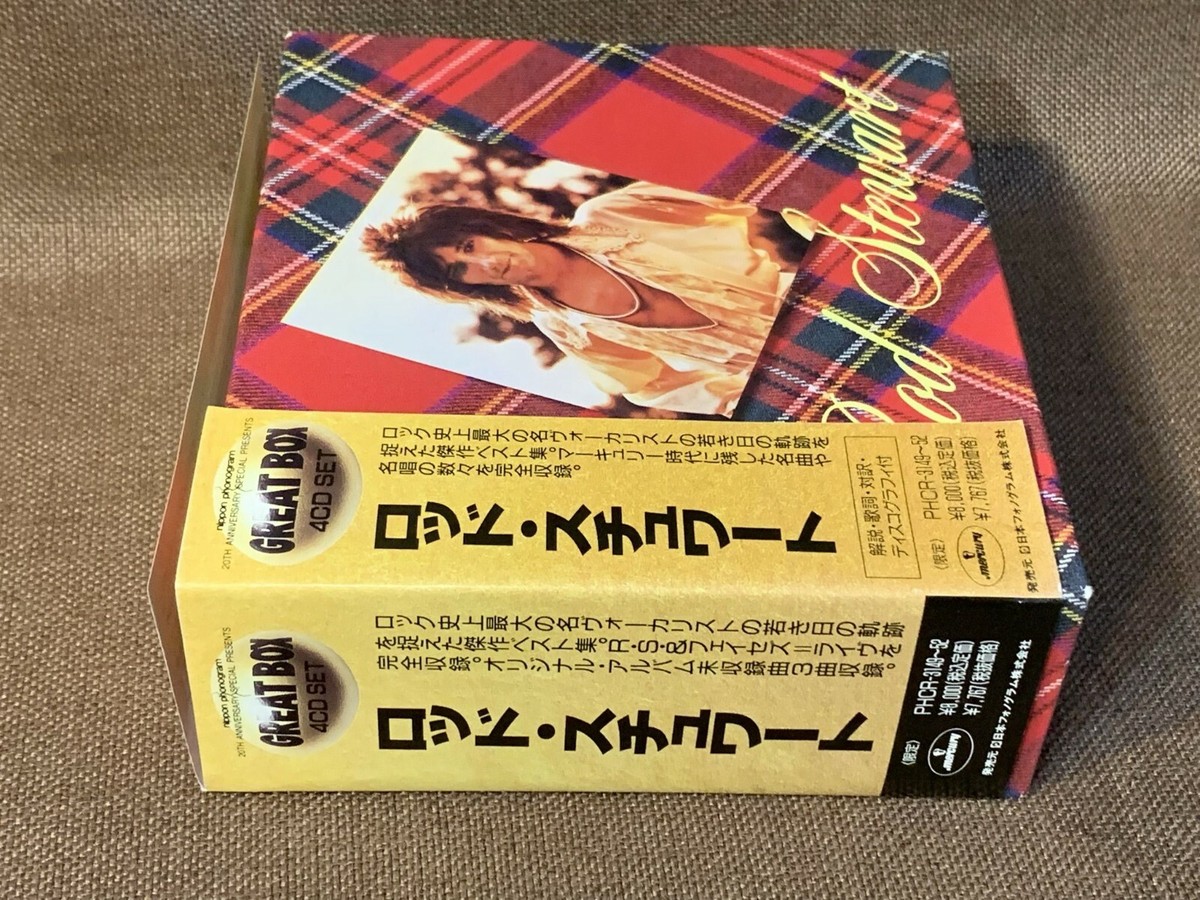 Rod Stewart
nippon phonogram
20TH ANNIVERSARY SPECIAL PRESENTS
GREAT BOX
4CD SET
ロック史上最大の名ヴォーカリストの若き日の軌跡を
捉えた傑作ベスト集。マーキュリー時代に残した名曲や
名唱の数々を完全収録。
ロッド・スチュワート
解説・歌詞・対訳・
ディスコグラフィ付
〈限定〉
PHCR-3149〜52
¥8,000(税込定価)
¥7,767(税抜価格)
mercury
発売元 日本フォノグラム株式会社
nippon phonogram
20TH ANNIVERSARY SPECIAL PRESENTS
GREAT BOX
4CD SET
ロック史上最大の名ヴォーカリストの若き日の軌跡
を捉えた傑作ベスト集。R・S・&フェイセズ=ライヴを
完全収録。オリジナル・アルバム未収録曲3曲収録。
ロッド・スチュワート
〈限定〉
PHCR-3149〜52
¥8,000(税込定価)
¥7,767(税抜価格)
mercury
発売元 日本フォノグラム株式会社